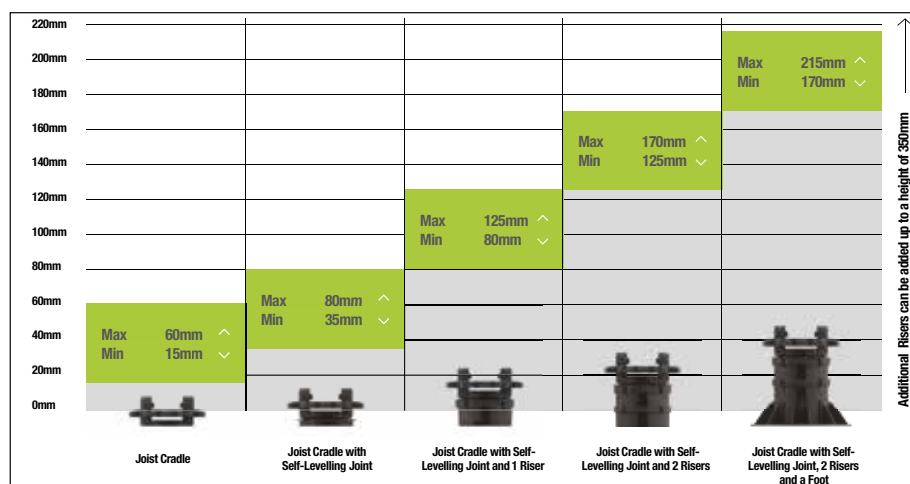 220mm
200mm
180mm
160mm
140mm
120mm
100mm
80mm
60mm
40mm
20mm
0mm
Max 60mm
Min 15mm
Max 80mm
Min 35mm
Max 125mm
Min 80mm
Max 170mm
Min 125mm
Max 215mm
Min 170mm
Joist Cradle
Joist Cradle with
Self-Levelling Joint
Joist Cradle with Self-
Levelling Joint and 1 Riser
Joist Cradle with Self-
Levelling Joint and 2 Risers
Joist Cradle with Self-
Levelling Joint, 2 Risers
and a Foot
Additional Risers can be added up to a height of 350mm